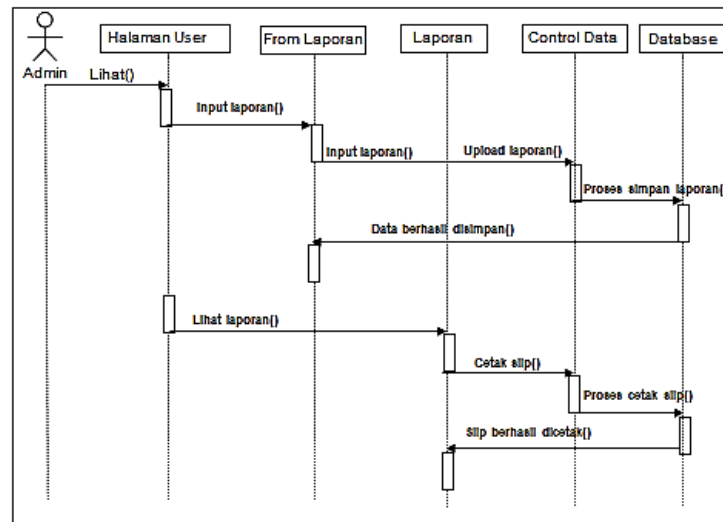 Halaman User
From Laporan
Laporan
Control Data
Database
Admin
Lihat()
Input laporan()
Input laporan()
Upload laporan()
Proses simpan laporan(
Data berhasil disimpan()
Lihat laporan()
Cetak slip()
Proses cetak slip()
Slip berhasil dicetak()